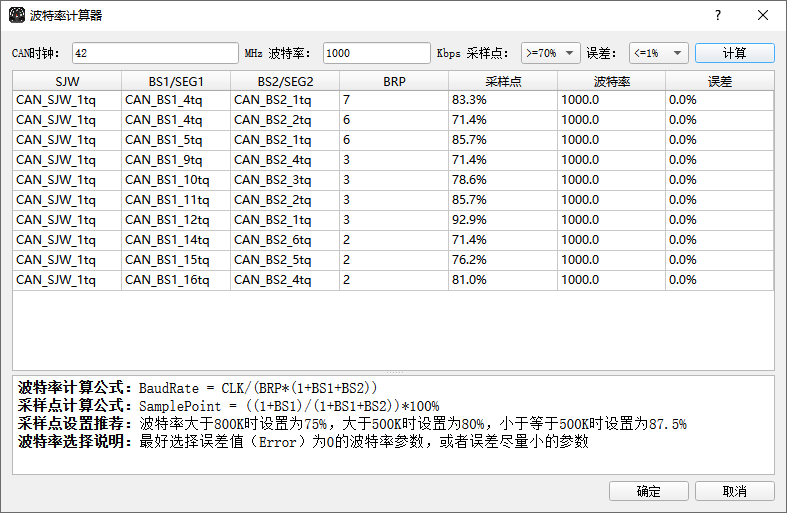 波特率计算器
CAN时钟： 42 MHz 波特率： 1000 Kbps 采样点： >=70% 误差： <=1% 计算
SJW BS1/SEG1 BS2/SEG2 BRP 采样点 波特率 误差
CAN_SJW_1tq CAN_BS1_4tq CAN_BS2_1tq 7 83.3% 1000.0 0.0%
CAN_SJW_1tq CAN_BS1_4tq CAN_BS2_2tq 6 71.4% 1000.0 0.0%
CAN_SJW_1tq CAN_BS1_5tq CAN_BS2_1tq 6 85.7% 1000.0 0.0%
CAN_SJW_1tq CAN_BS1_9tq CAN_BS2_4tq 3 71.4% 1000.0 0.0%
CAN_SJW_1tq CAN_BS1_10tq CAN_BS2_3tq 3 78.6% 1000.0 0.0%
CAN_SJW_1tq CAN_BS1_11tq CAN_BS2_2tq 3 85.7% 1000.0 0.0%
CAN_SJW_1tq CAN_BS1_12tq CAN_BS2_1tq 3 92.9% 1000.0 0.0%
CAN_SJW_1tq CAN_BS1_14tq CAN_BS2_6tq 2 71.4% 1000.0 0.0%
CAN_SJW_1tq CAN_BS1_15tq CAN_BS2_5tq 2 76.2% 1000.0 0.0%
CAN_SJW_1tq CAN_BS1_16tq CAN_BS2_4tq 2 81.0% 1000.0 0.0%
波特率计算公式：BaudRate = CLK/(BRP*(1+BS1+BS2))
采样点计算公式：SamplePoint = ((1+BS1)/(1+BS1+BS2))*100%
采样点设置推荐：波特率大于800K时设置为75%，大于500K时设置为80%，小于等于500K时设置为87.5%
波特率选择说明：最好选择误差值（Error）为0的波特率参数，或者误差尽量小的参数
确定 取消